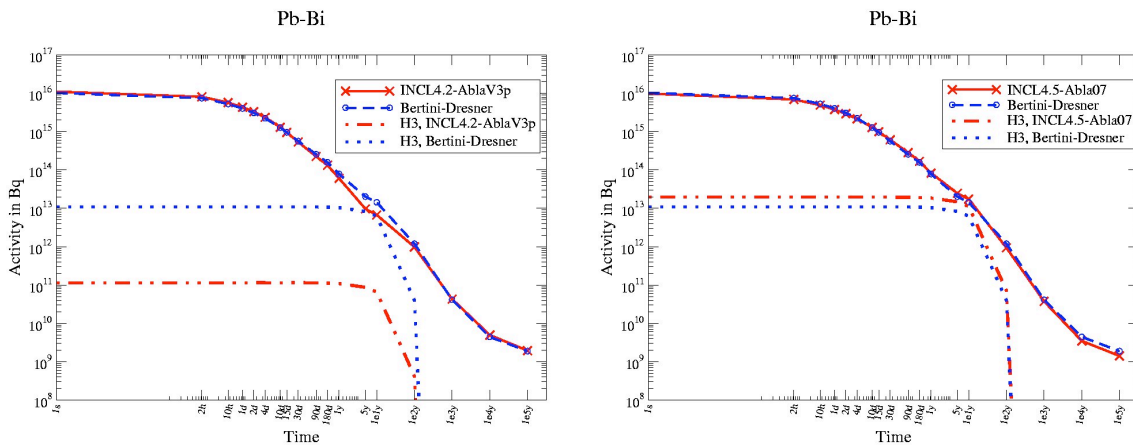 Pb-Bi
Activity in Bq
10^17
10^16
10^15
10^14
10^13
10^12
10^11
10^10
10^9
10^8
INCL4.2-AblaV3p
Bertini-Dresner
H3, INCL4.2-AblaV3p
H3, Bertini-Dresner
1s
2h
10h
1d
2d
4d
10d
15d
30d
90d
180d
1y
5y
1e1y
1e2y
1e3y
1e4y
1e5y
Time
Pb-Bi
Activity in Bq
10^17
10^16
10^15
10^14
10^13
10^12
10^11
10^10
10^9
10^8
INCL4.5-Abla07
Bertini-Dresner
H3, INCL4.5-Abla07
H3, Bertini-Dresner
1s
2h
10h
1d
2d
4d
10d
15d
30d
90d
180d
1y
5y
1e1y
1e2y
1e3y
1e4y
1e5y
Time